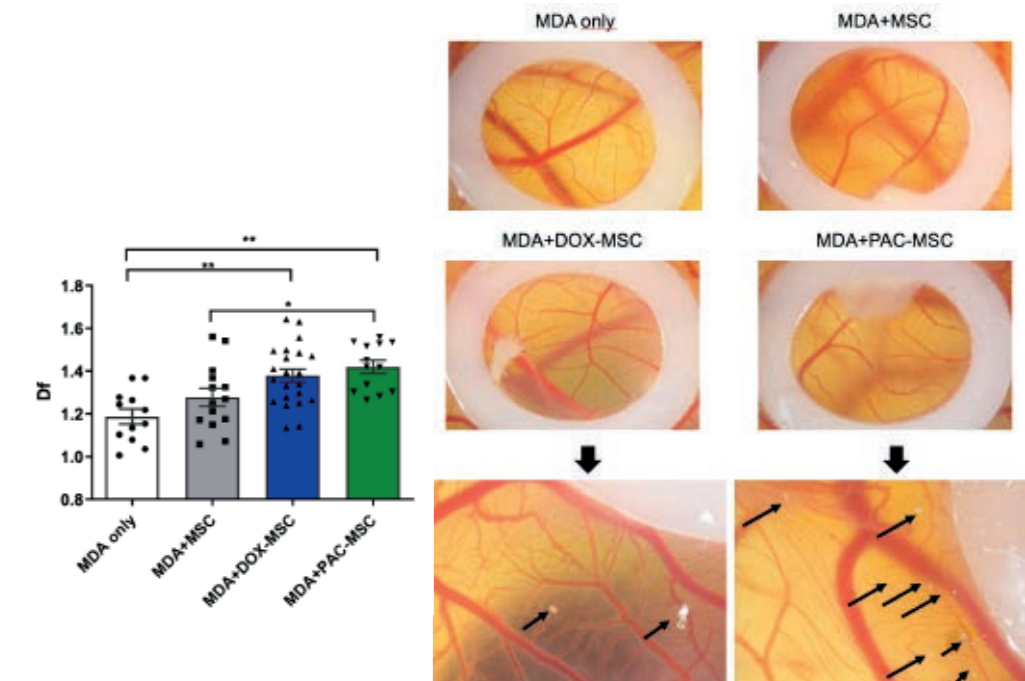 MDA only
MDA+MSC
MDA+DOX-MSC
MDA+PAC-MSC
**
**
*
1.8
1.6
1.4
1.2
1.0
0.8
Df
MDA only
MDA+MSC
MDA+DOX-MSC
MDA+PAC-MSC